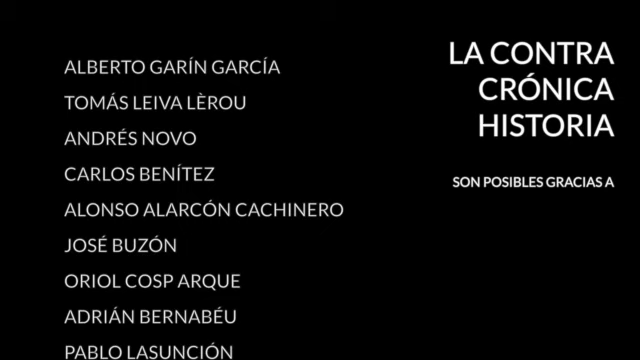 ALBERTO GARÍN GARCÍA
TOMÁS LEIVA LÈROU
ANDRÉS NOVO
CARLOS BENÍTEZ
ALONSO ALARCÓN CACHINERO
JOSÉ BUZÓN
ORIOL COSP ARQUE
ADRIÁN BERNABÉU
PABLO LASUNCIÓN
LA CONTRA
CRÓNICA
HISTORIA
SON POSIBLES GRACIAS A